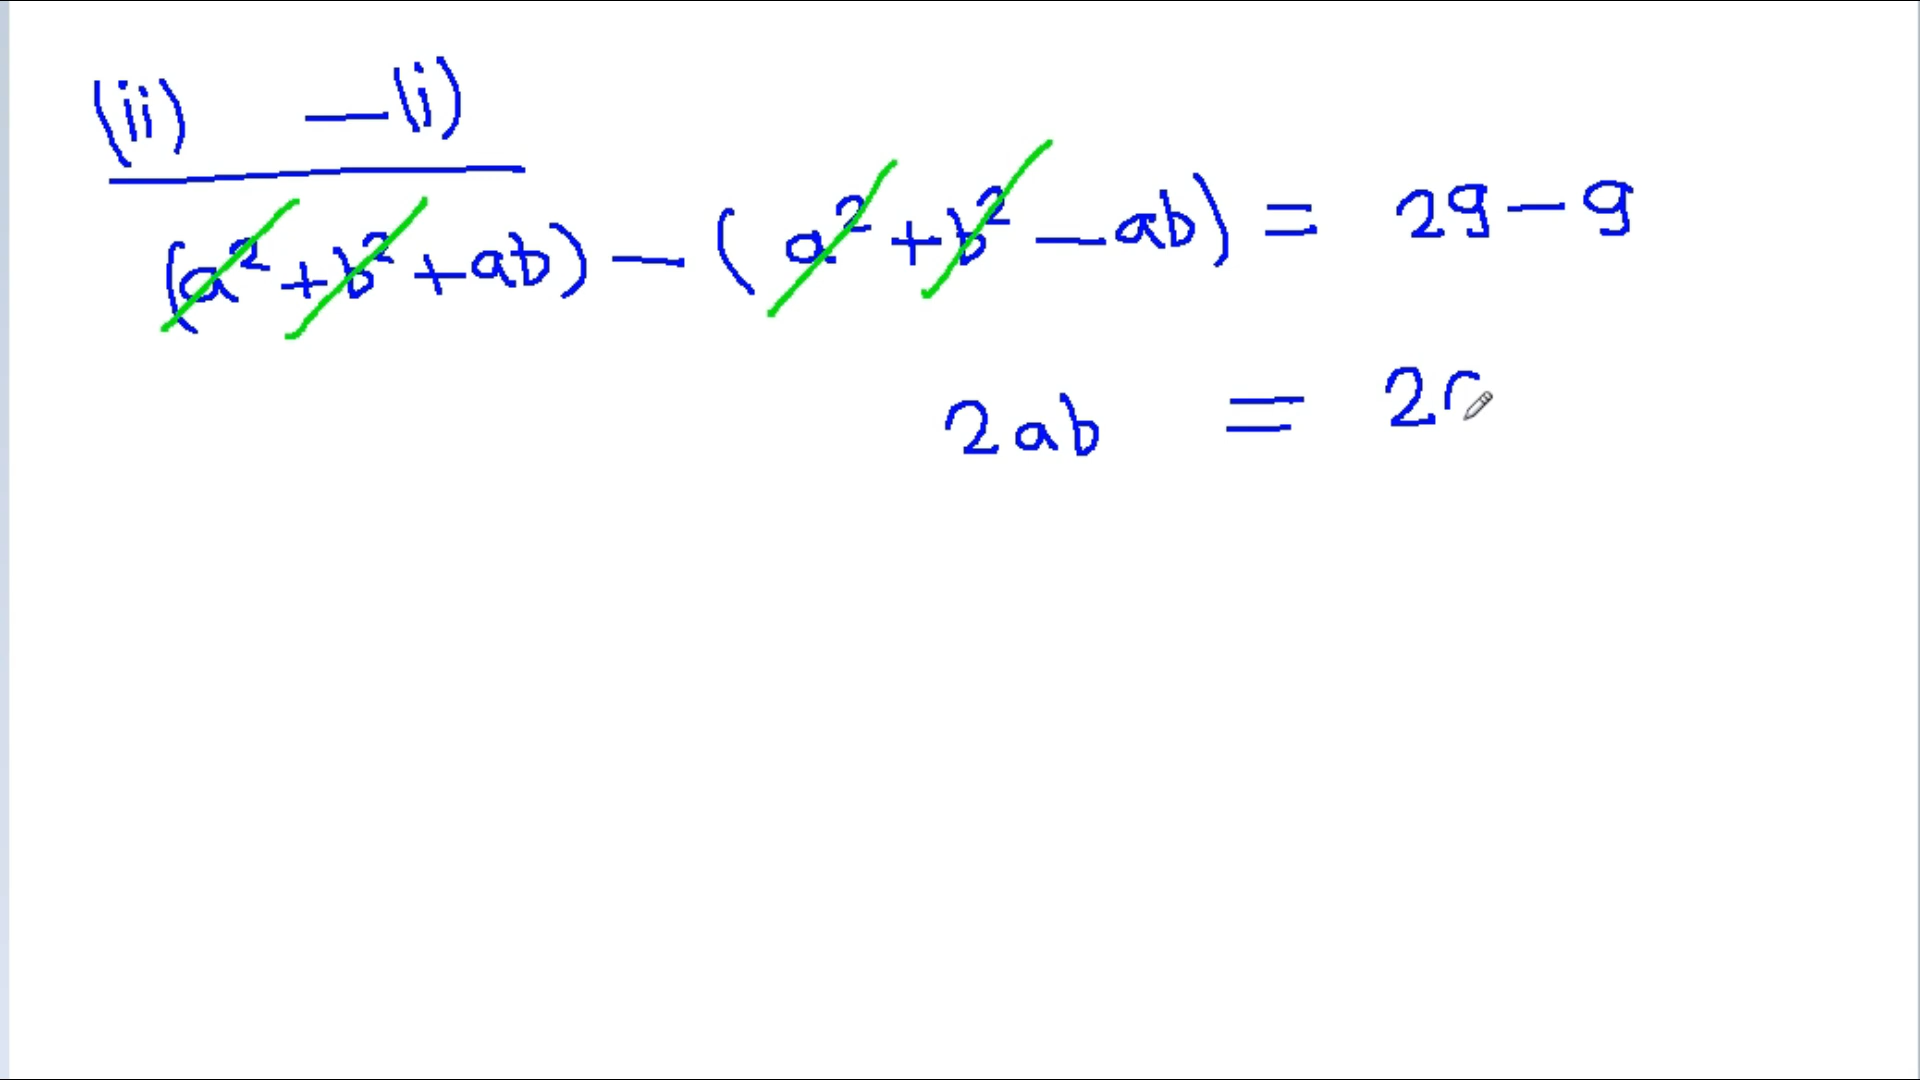 (ii) — (i)
(a² + b² + ab) — (a² + b² — ab) = 29 — 9
2ab = 2